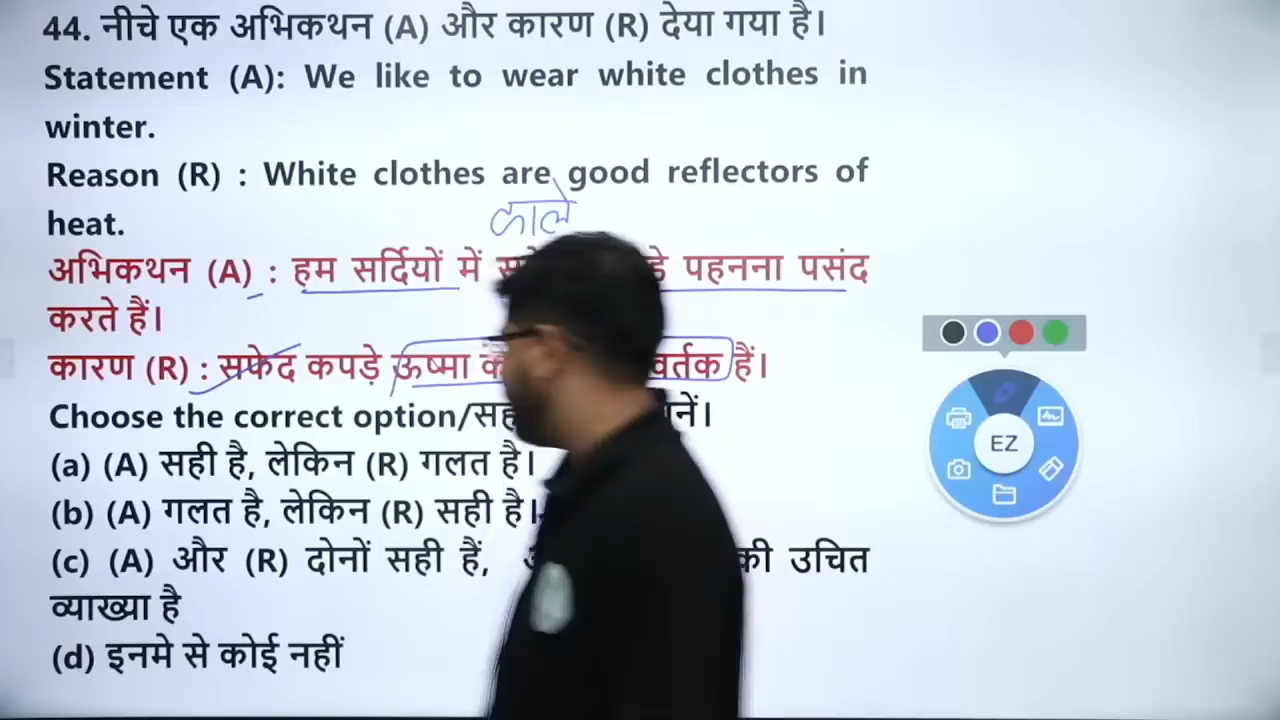 44. नीचे एक अभिकथन (A) और कारण (R) देया गया है।
Statement (A): We like to wear white clothes in
winter.
Reason (R) : White clothes are good reflectors of
heat.
काले
अभिकथन (A) : हम सर्दियों में पहनना पसंद
करते हैं।
कारण (R) : सफेद कपड़े ऊष्मा हैं।
Choose the correct option/
(a) (A) सही है, लेकिन (R) गलत है।
(b) (A) गलत है, लेकिन (R) सही है।
(c) (A) और (R) दोनों सही हैं, की उचित
व्याख्या है
(d) इनमे से कोई नहीं
EZ